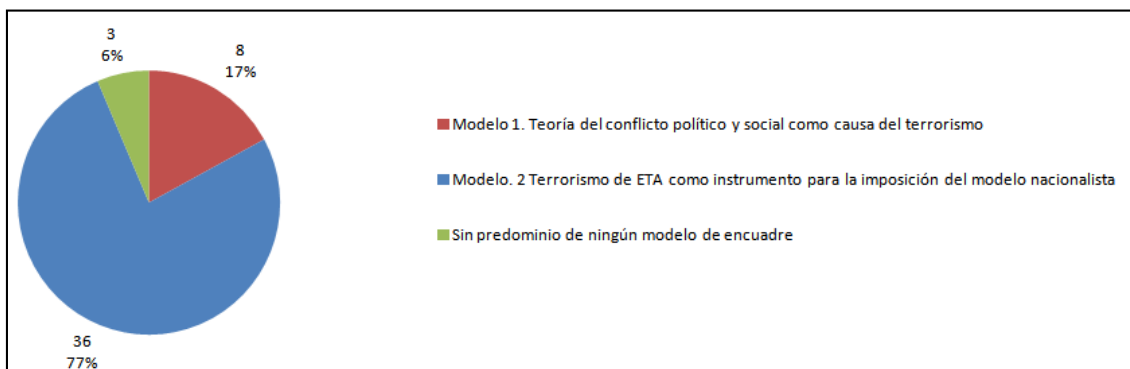 3
6%
8
17%
Modelo 1. Teoría del conflicto político y social como causa del terrorismo
Modelo. 2 Terrorismo de ETA como instrumento para la imposición del modelo nacionalista
Sin predominio de ningún modelo de encuadre
36
77%